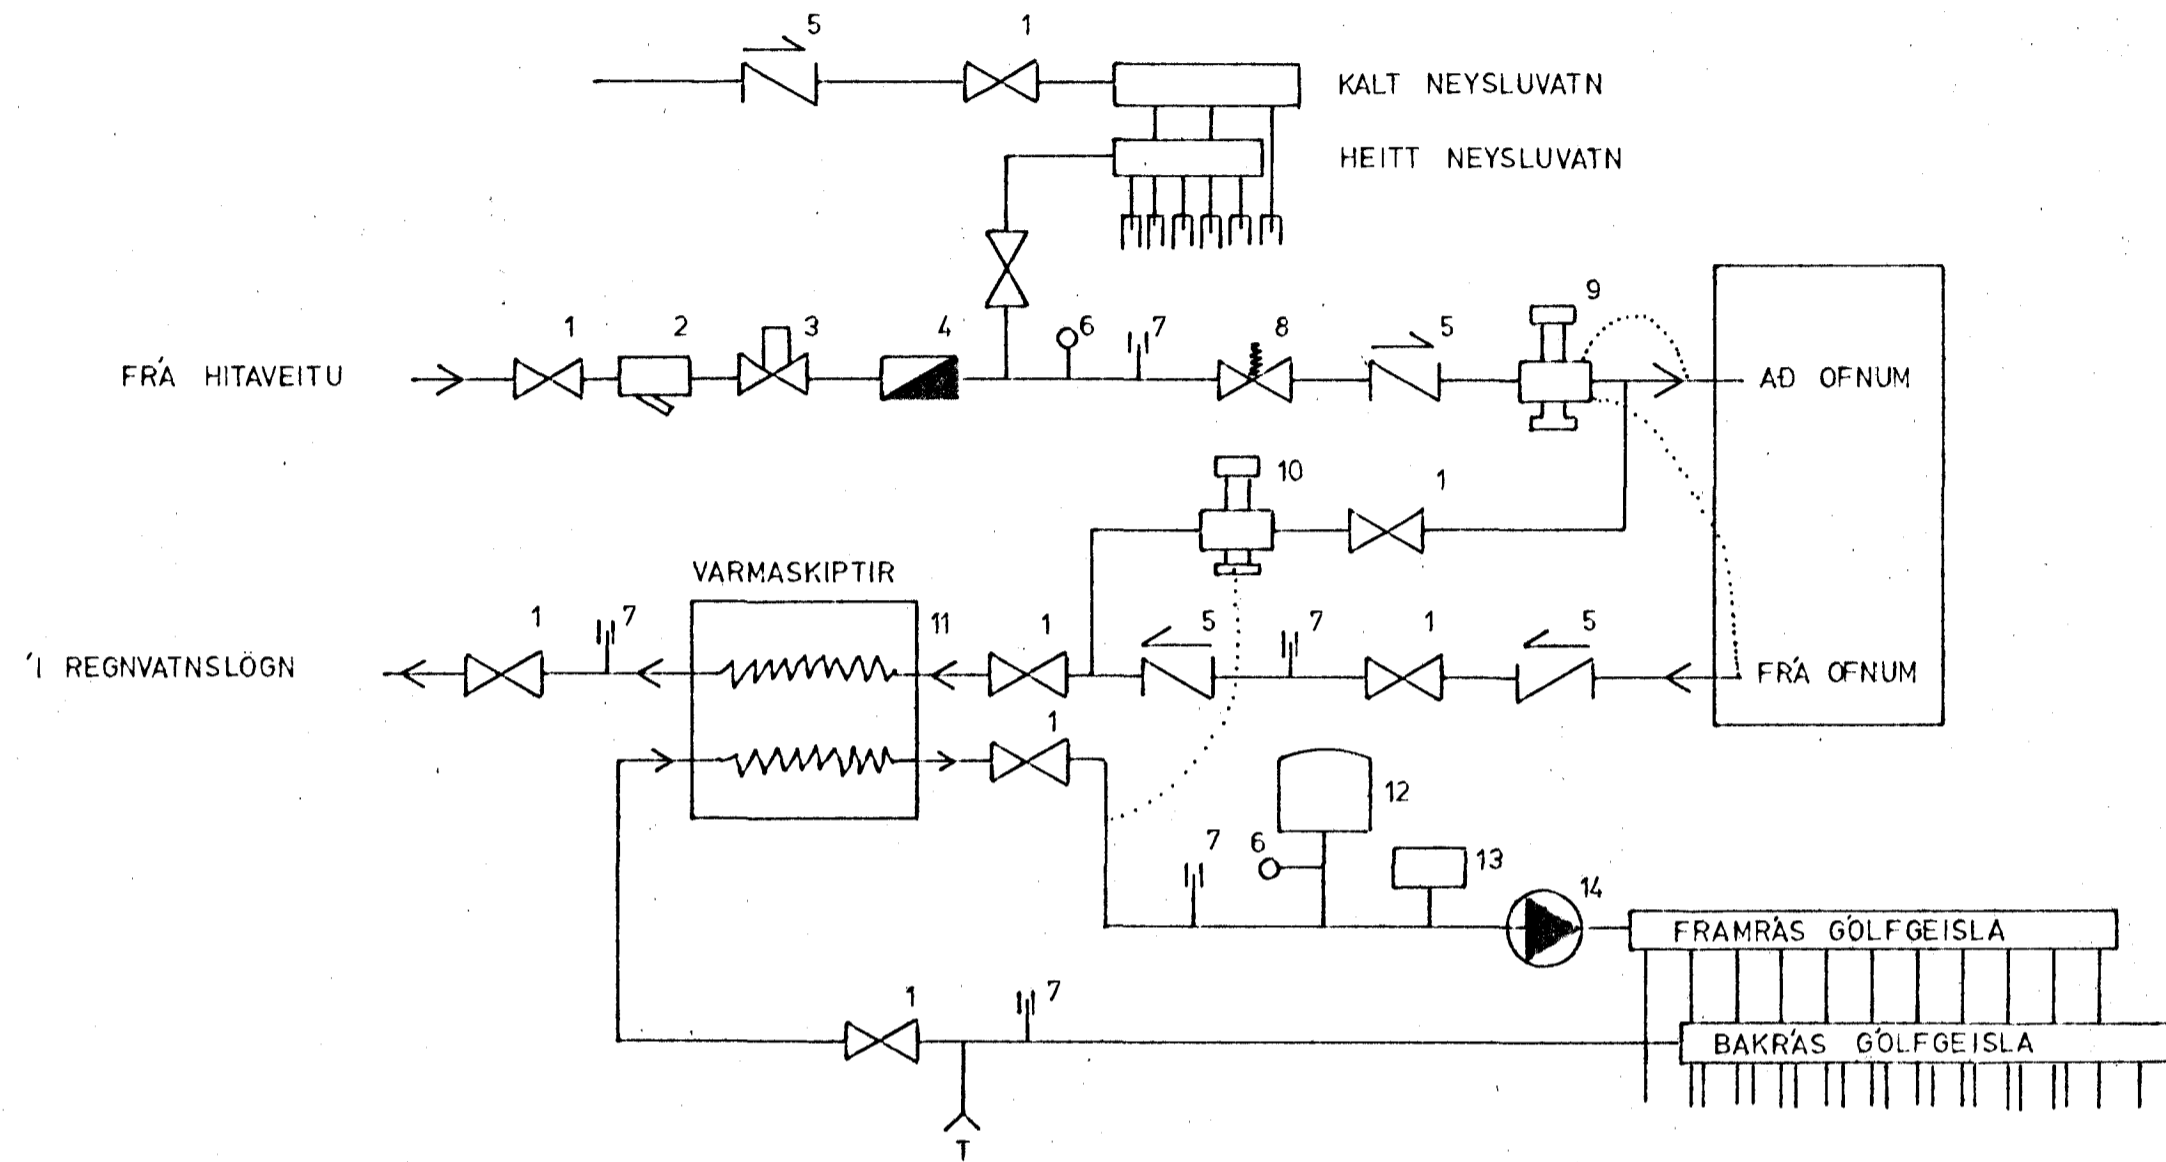 5 1
KALT NEYSLUVATN
HEITT NEYSLUVATN
9
1 2 3 4 6 7 8 5
FRÁ HITAVEITU
AÐ OFNUM
10 1
VARMASKIPTIR
1 7 11 1 5 7 1 5
Í REGNVATNSLÖGN
FRÁ OFNUM
1
12
7 6 13
14
FRAMRÁS GÓLFGEISLA
1 7
BAKRÁS GÓLFGEISLA
T